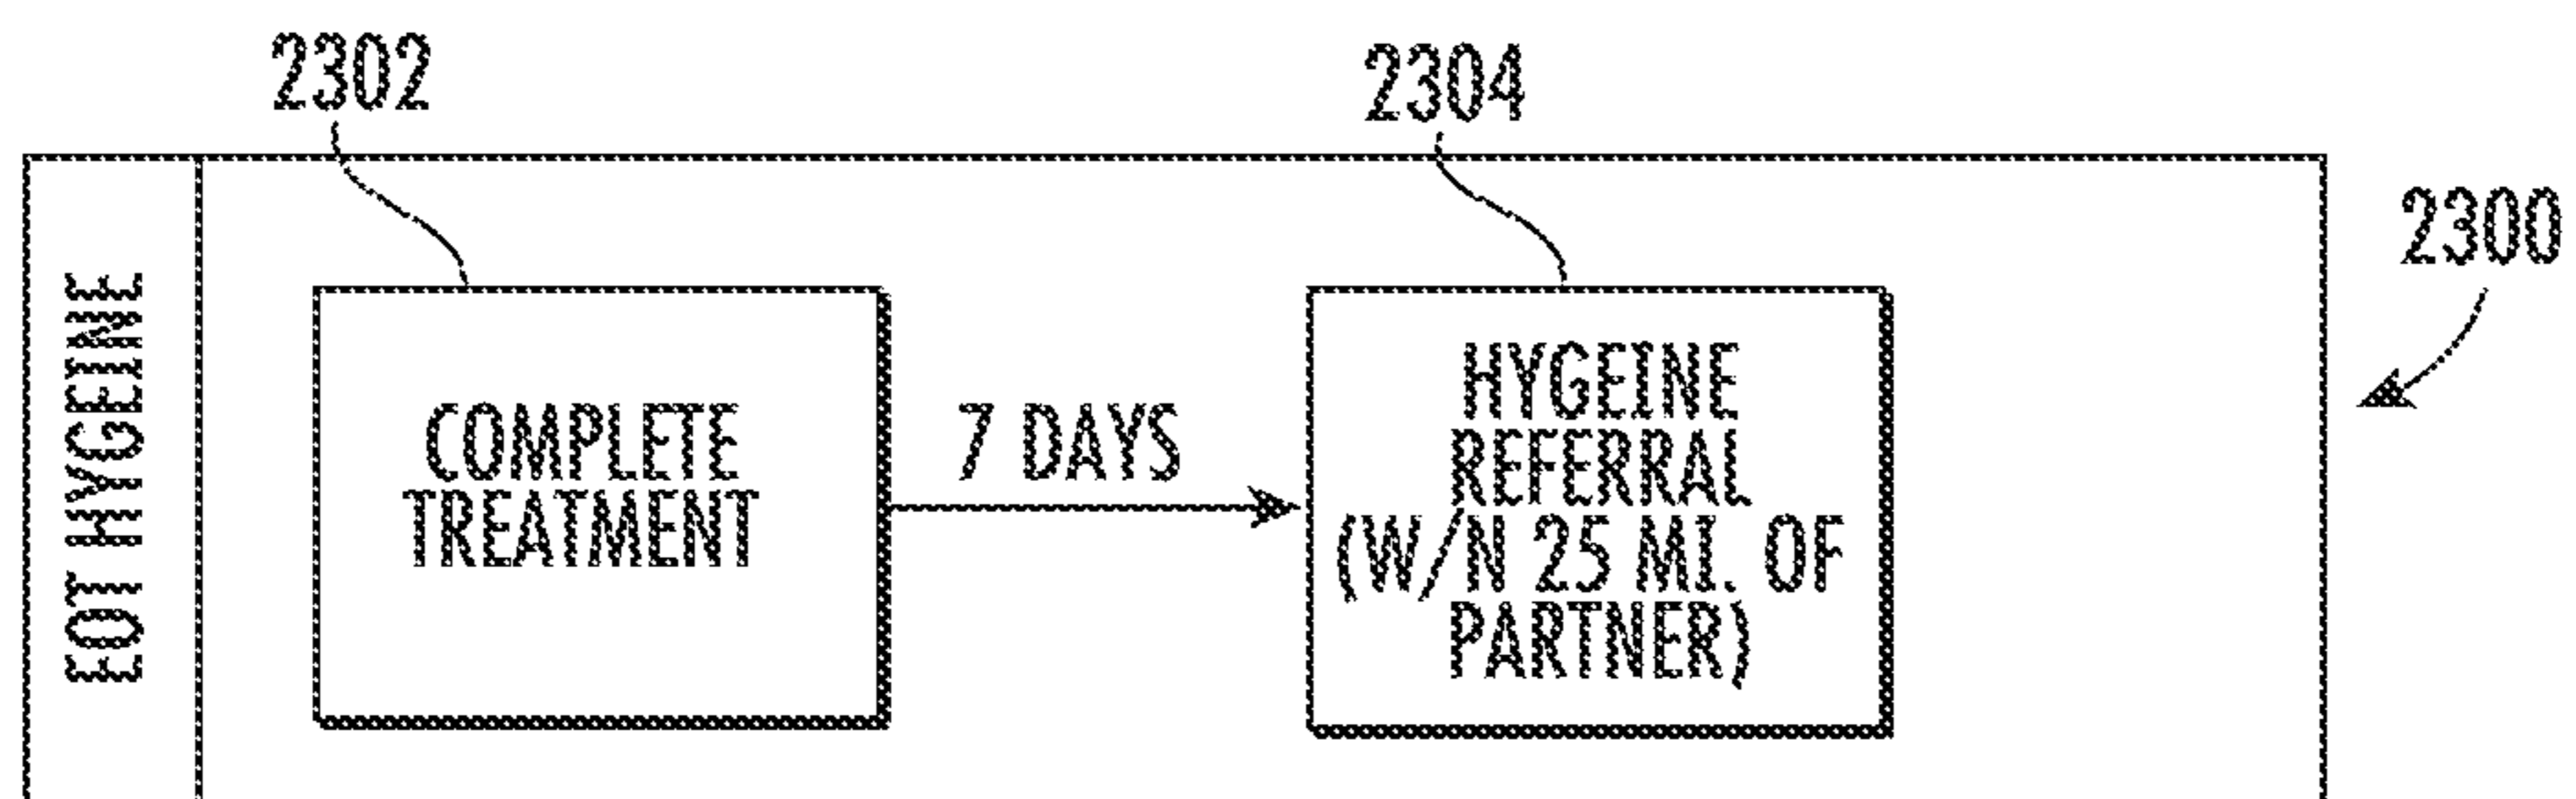 2302
2304
2300
EOT HYGEINE
COMPLETE
TREATMENT
7 DAYS
HYGEINE
REFERRAL
(W/N 25 MI. OF
PARTNER)